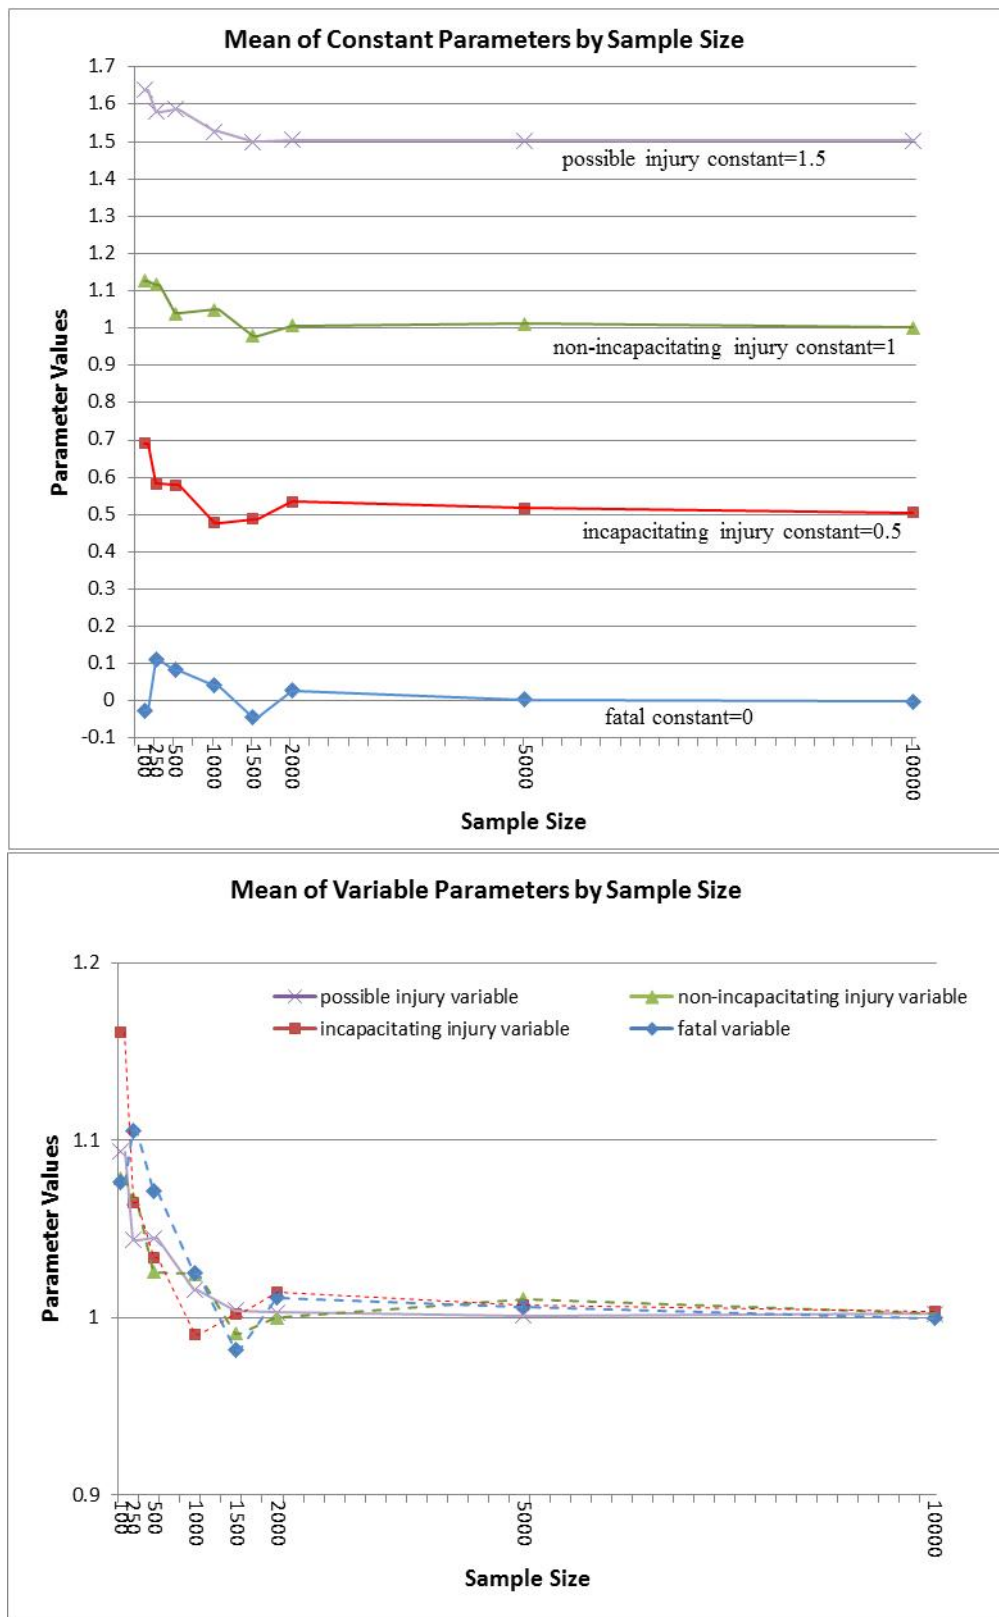 Mean of Constant Parameters by Sample Size
1.7
1.6
1.5
1.4
1.3
1.2
1.1
1
0.9
0.8
0.7
0.6
0.5
0.4
0.3
0.2
0.1
0
-0.1
Parameter Values
possible injury constant=1.5
non-incapacitating injury constant=1
incapacitating injury constant=0.5
fatal constant=0
100
250
500
1000
1500
2000
5000
10000
Sample Size
Mean of Variable Parameters by Sample Size
1.2
1.1
1
0.9
Parameter Values
possible injury variable
non-incapacitating injury variable
incapacitating injury variable
fatal variable
100
250
500
1000
1500
2000
5000
10000
Sample Size